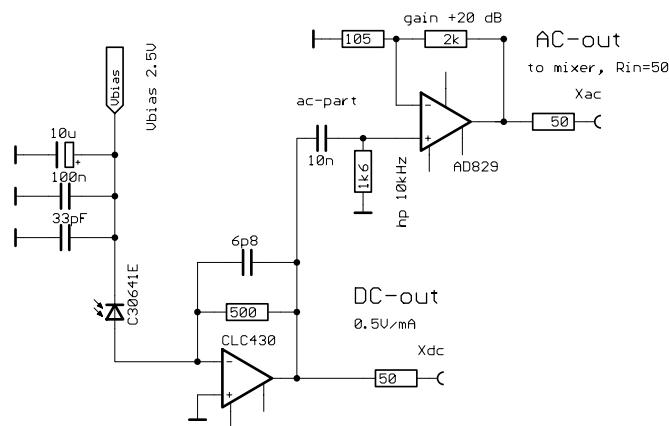 gain +20 dB
105
2k
AC-out
to mixer, Rin=50
Xac
50
AD829
ac-part
10n
1k6
hp 10kHz
Vbias
Vbias 2.5V
10u
+
100n
33pF
C30641E
6p8
500
CLC430
DC-out
0.5V/mA
Xdc
50